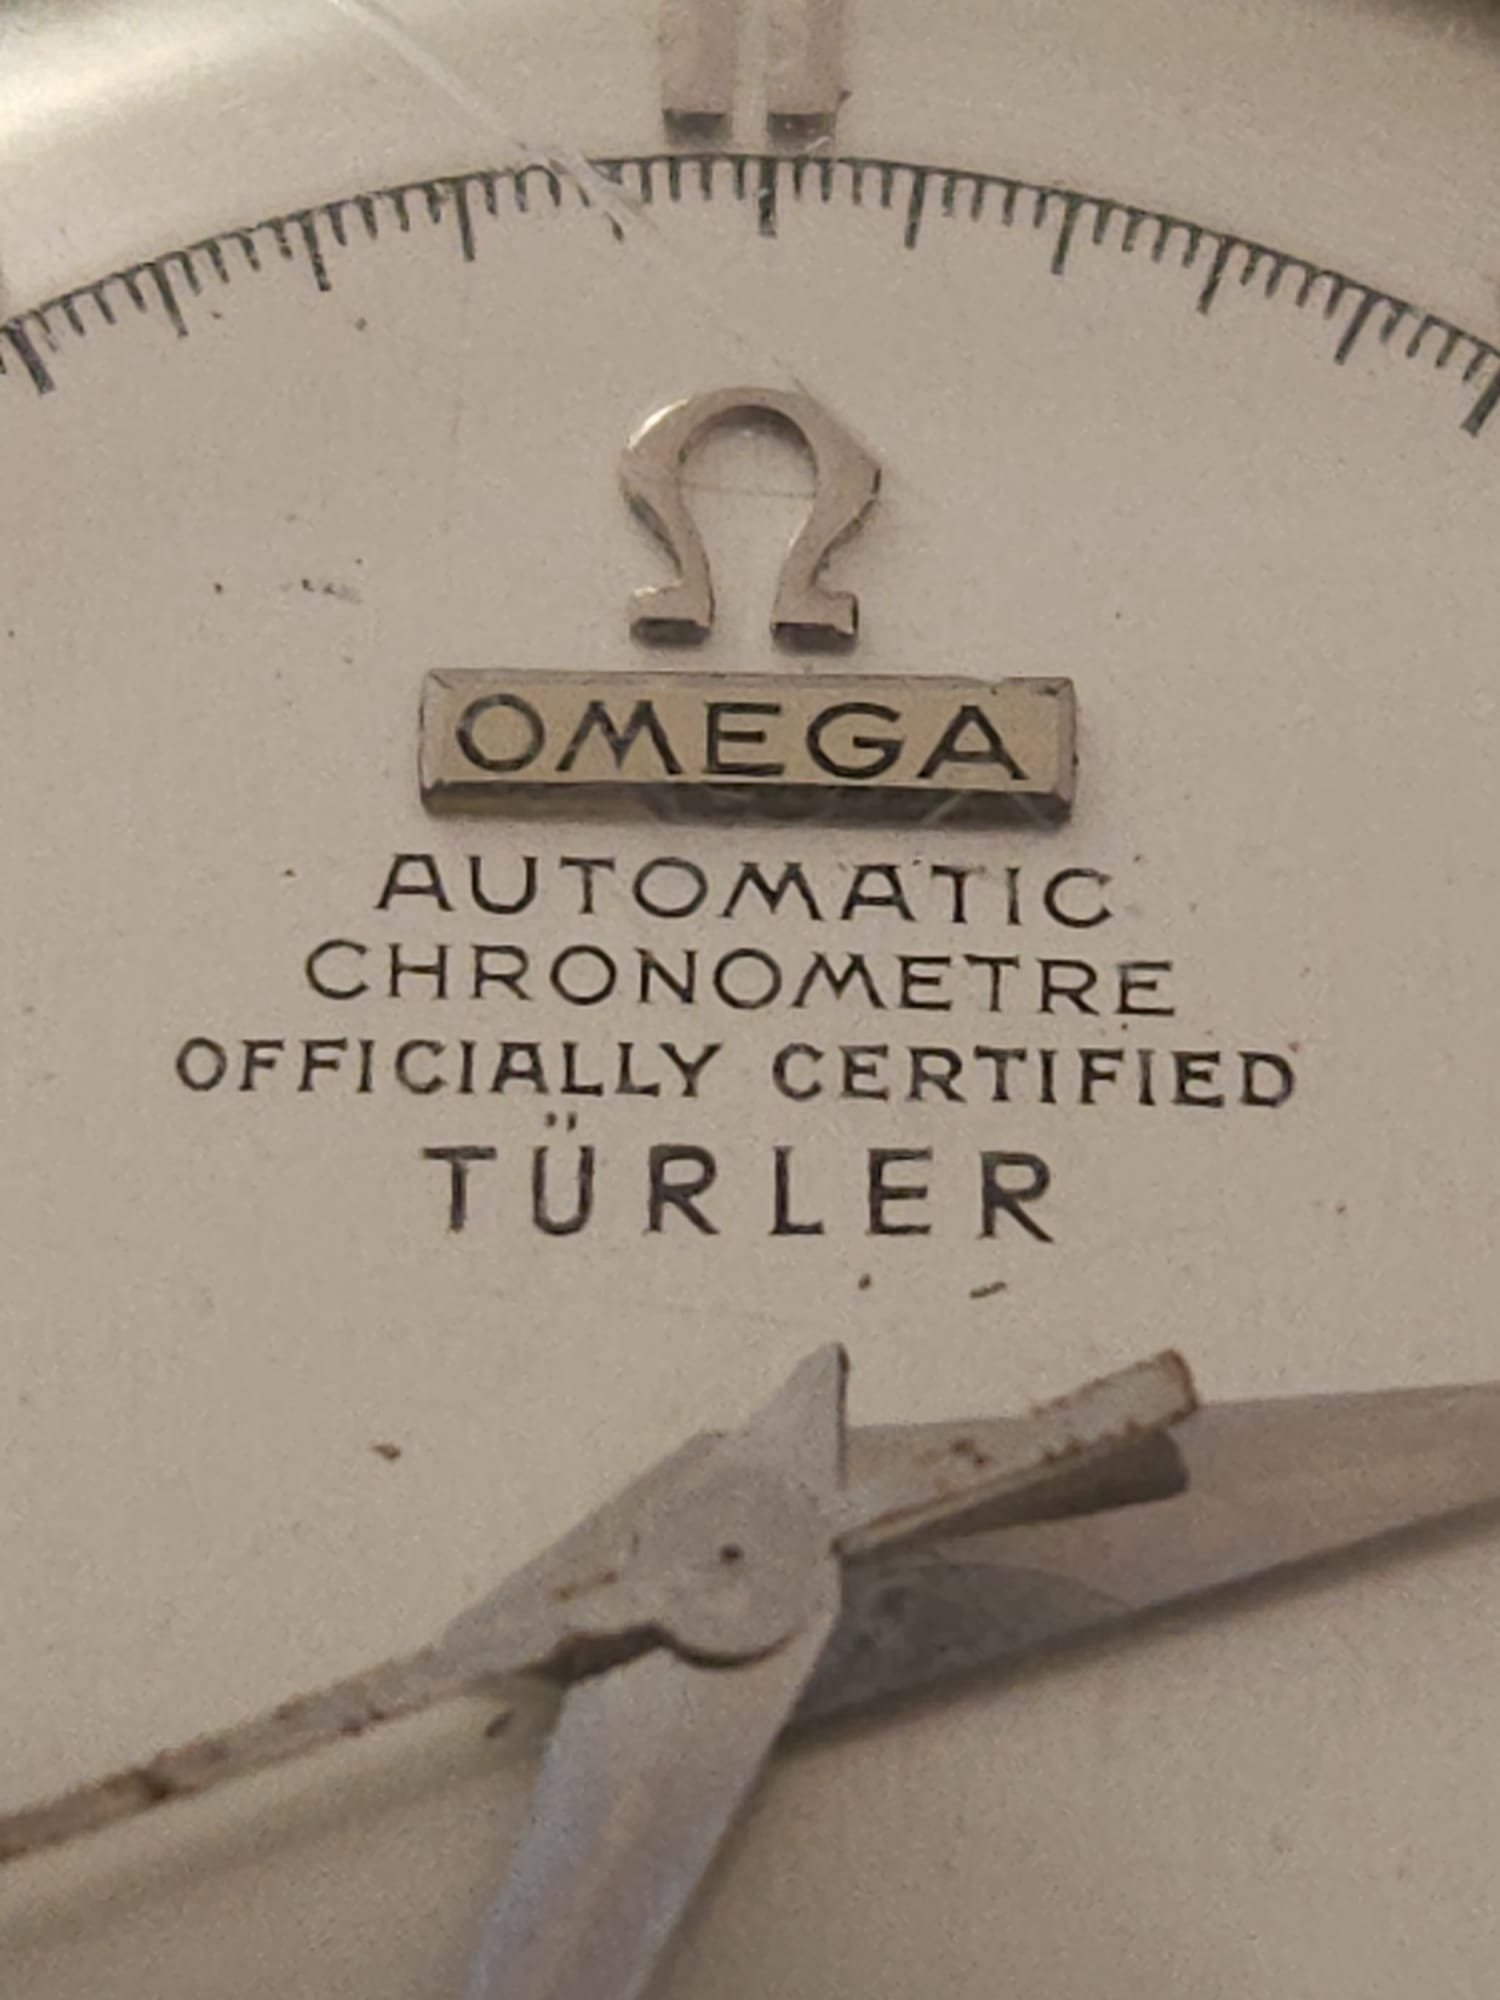 Ω
OMEGA
AUTOMATIC
CHRONOMETRE
OFFICIALLY CERTIFIED
TÜRLER